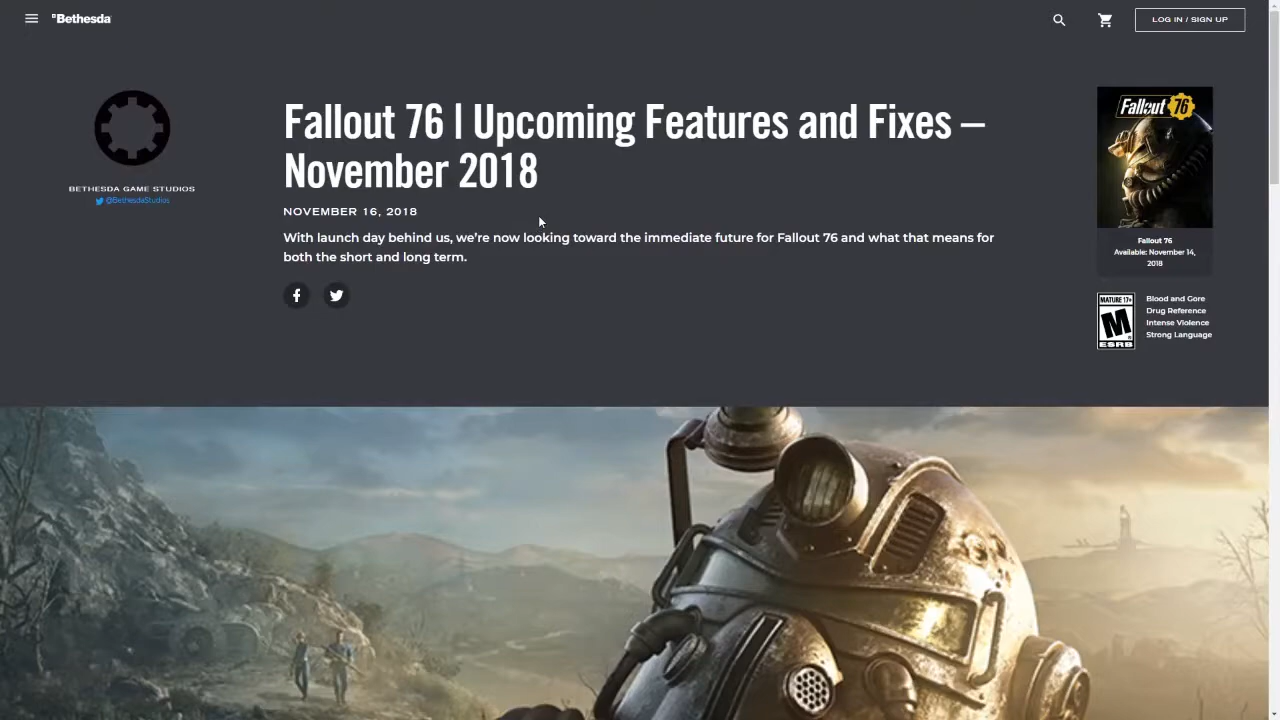 Bethesda
LOG IN / SIGN UP
BETHESDA GAME STUDIOS
@BethesdaStudios
Fallout 76 | Upcoming Features and Fixes –
November 2018
NOVEMBER 16, 2018
With launch day behind us, we’re now looking toward the immediate future for Fallout 76 and what that means for
both the short and long term.
Fallout 76
Fallout 76
Available: November 14,
2018
MATURE 17+
M
ESRB
Blood and Gore
Drug Reference
Intense Violence
Strong Language